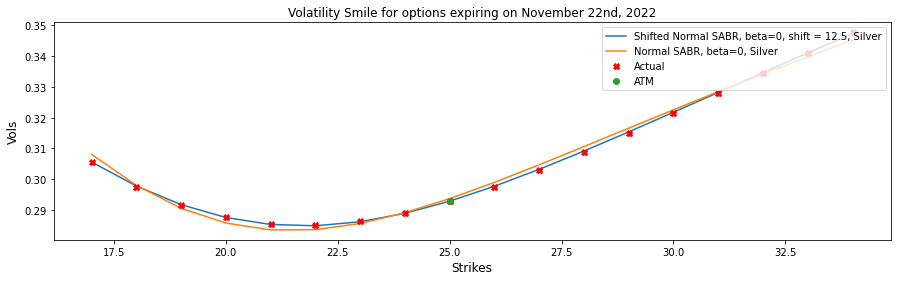 Volatility Smile for options expiring on November 22nd, 2022
0.35
0.34
0.33
0.32
0.31
0.30
0.29
Vols
Shifted Normal SABR, beta=0, shift = 12.5, Silver
Normal SABR, beta=0, Silver
Actual
ATM
17.5 20.0 22.5 25.0 27.5 30.0 32.5
Strikes